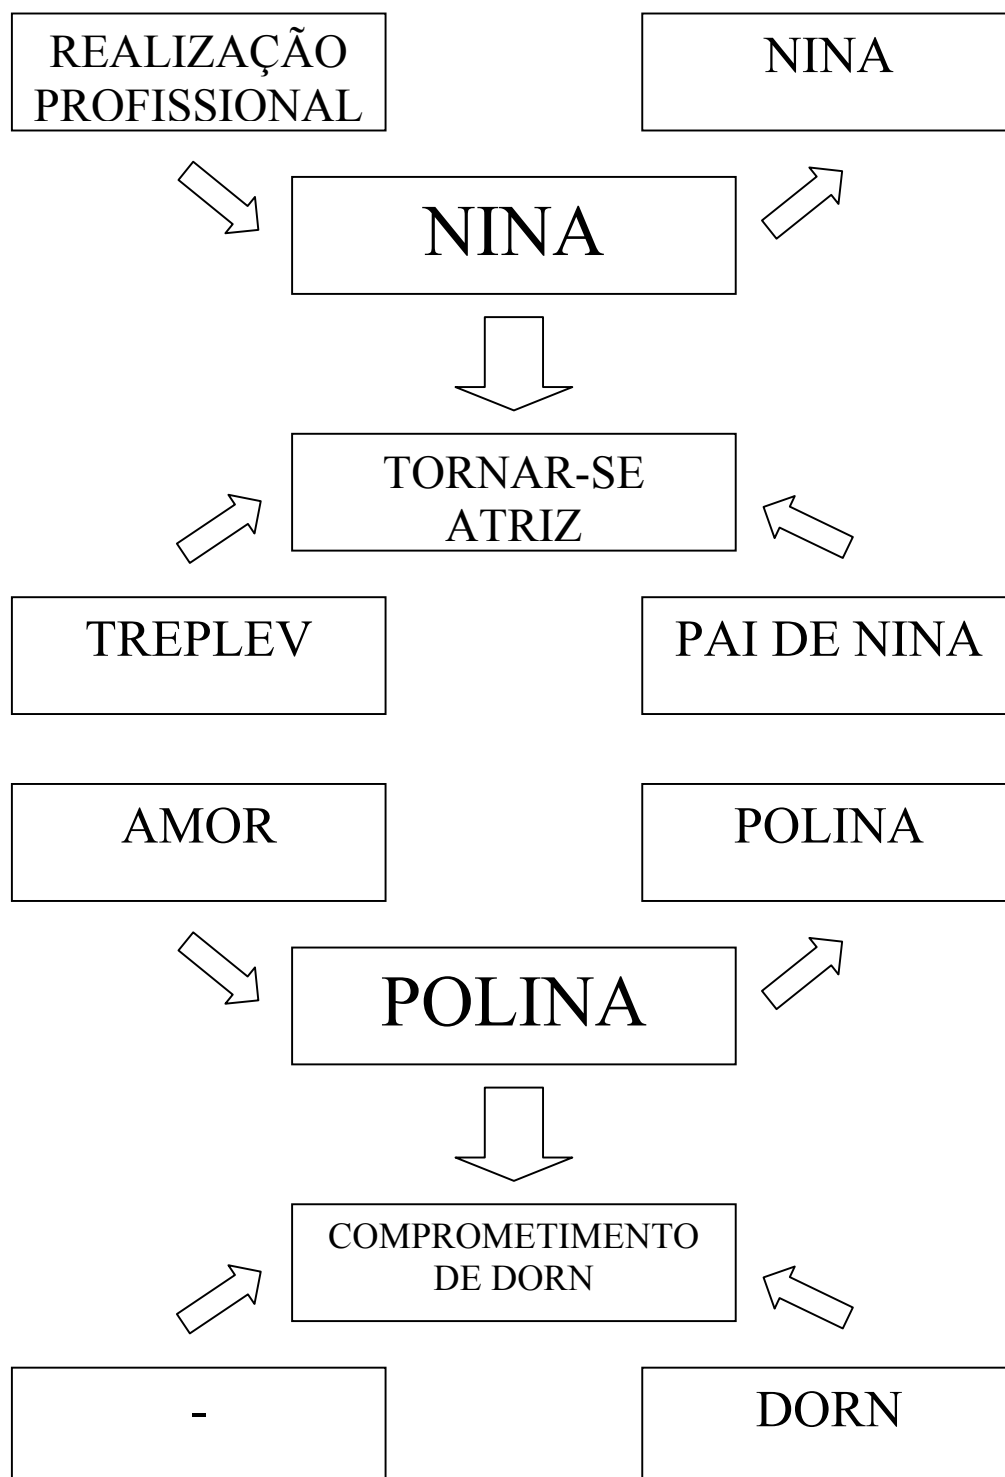 REALIZAÇÃO
PROFISSIONAL
NINA
NINA
TORNAR-SE
ATRIZ
TREPLEV
PAI DE NINA
AMOR
POLINA
POLINA
COMPROMETIMENTO
DE DORN
-
DORN